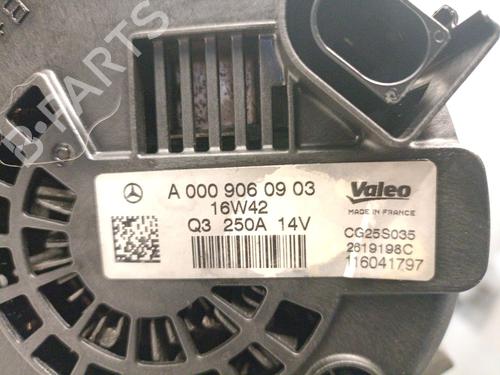 B-PARTS
A 000 906 09 03
16W42
Q3 250A 14V
Valeo
MADE IN FRANCE
CG25S035
2619198C
116041797